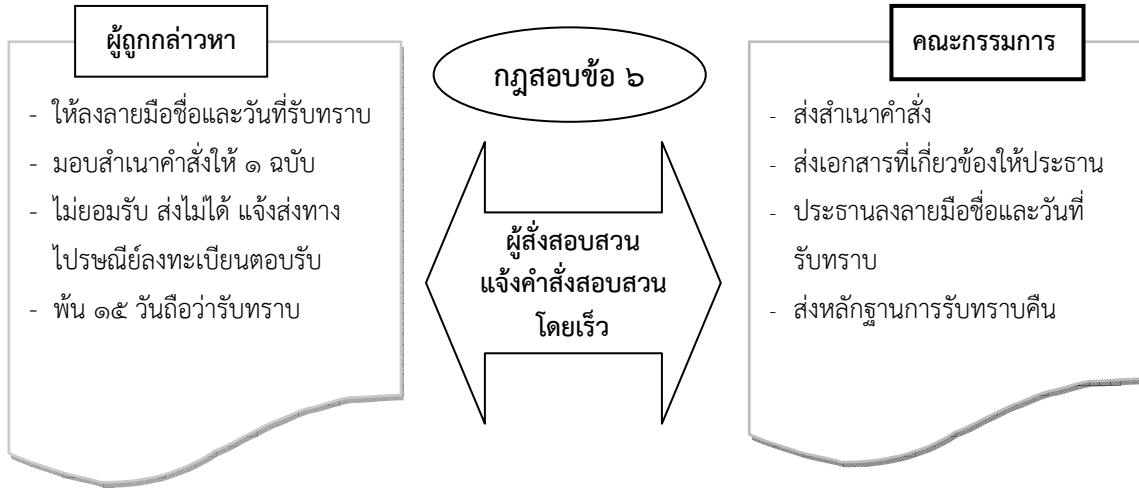 ผู้ถูกกล่าวหา
- ให้ลงลายมือชื่อและวันที่รับทราบ
- มอบสำเนาคำสั่งให้ ๑ ฉบับ
- ไม่ยอมรับ ส่งไม่ได้ แจ้งส่งทาง
ไปรษณีย์ลงทะเบียนตอบรับ
- พ้น ๑๕ วันถือว่ารับทราบ
กฎสอบข้อ ๖
ผู้สั่งสอบสวน
แจ้งคำสั่งสอบสวน
โดยเร็ว
คณะกรรมการ
- ส่งสำเนาคำสั่ง
- ส่งเอกสารที่เกี่ยวข้องให้ประธาน
- ประธานลงลายมือชื่อและวันที่
รับทราบ
- ส่งหลักฐานการรับทราบคืน